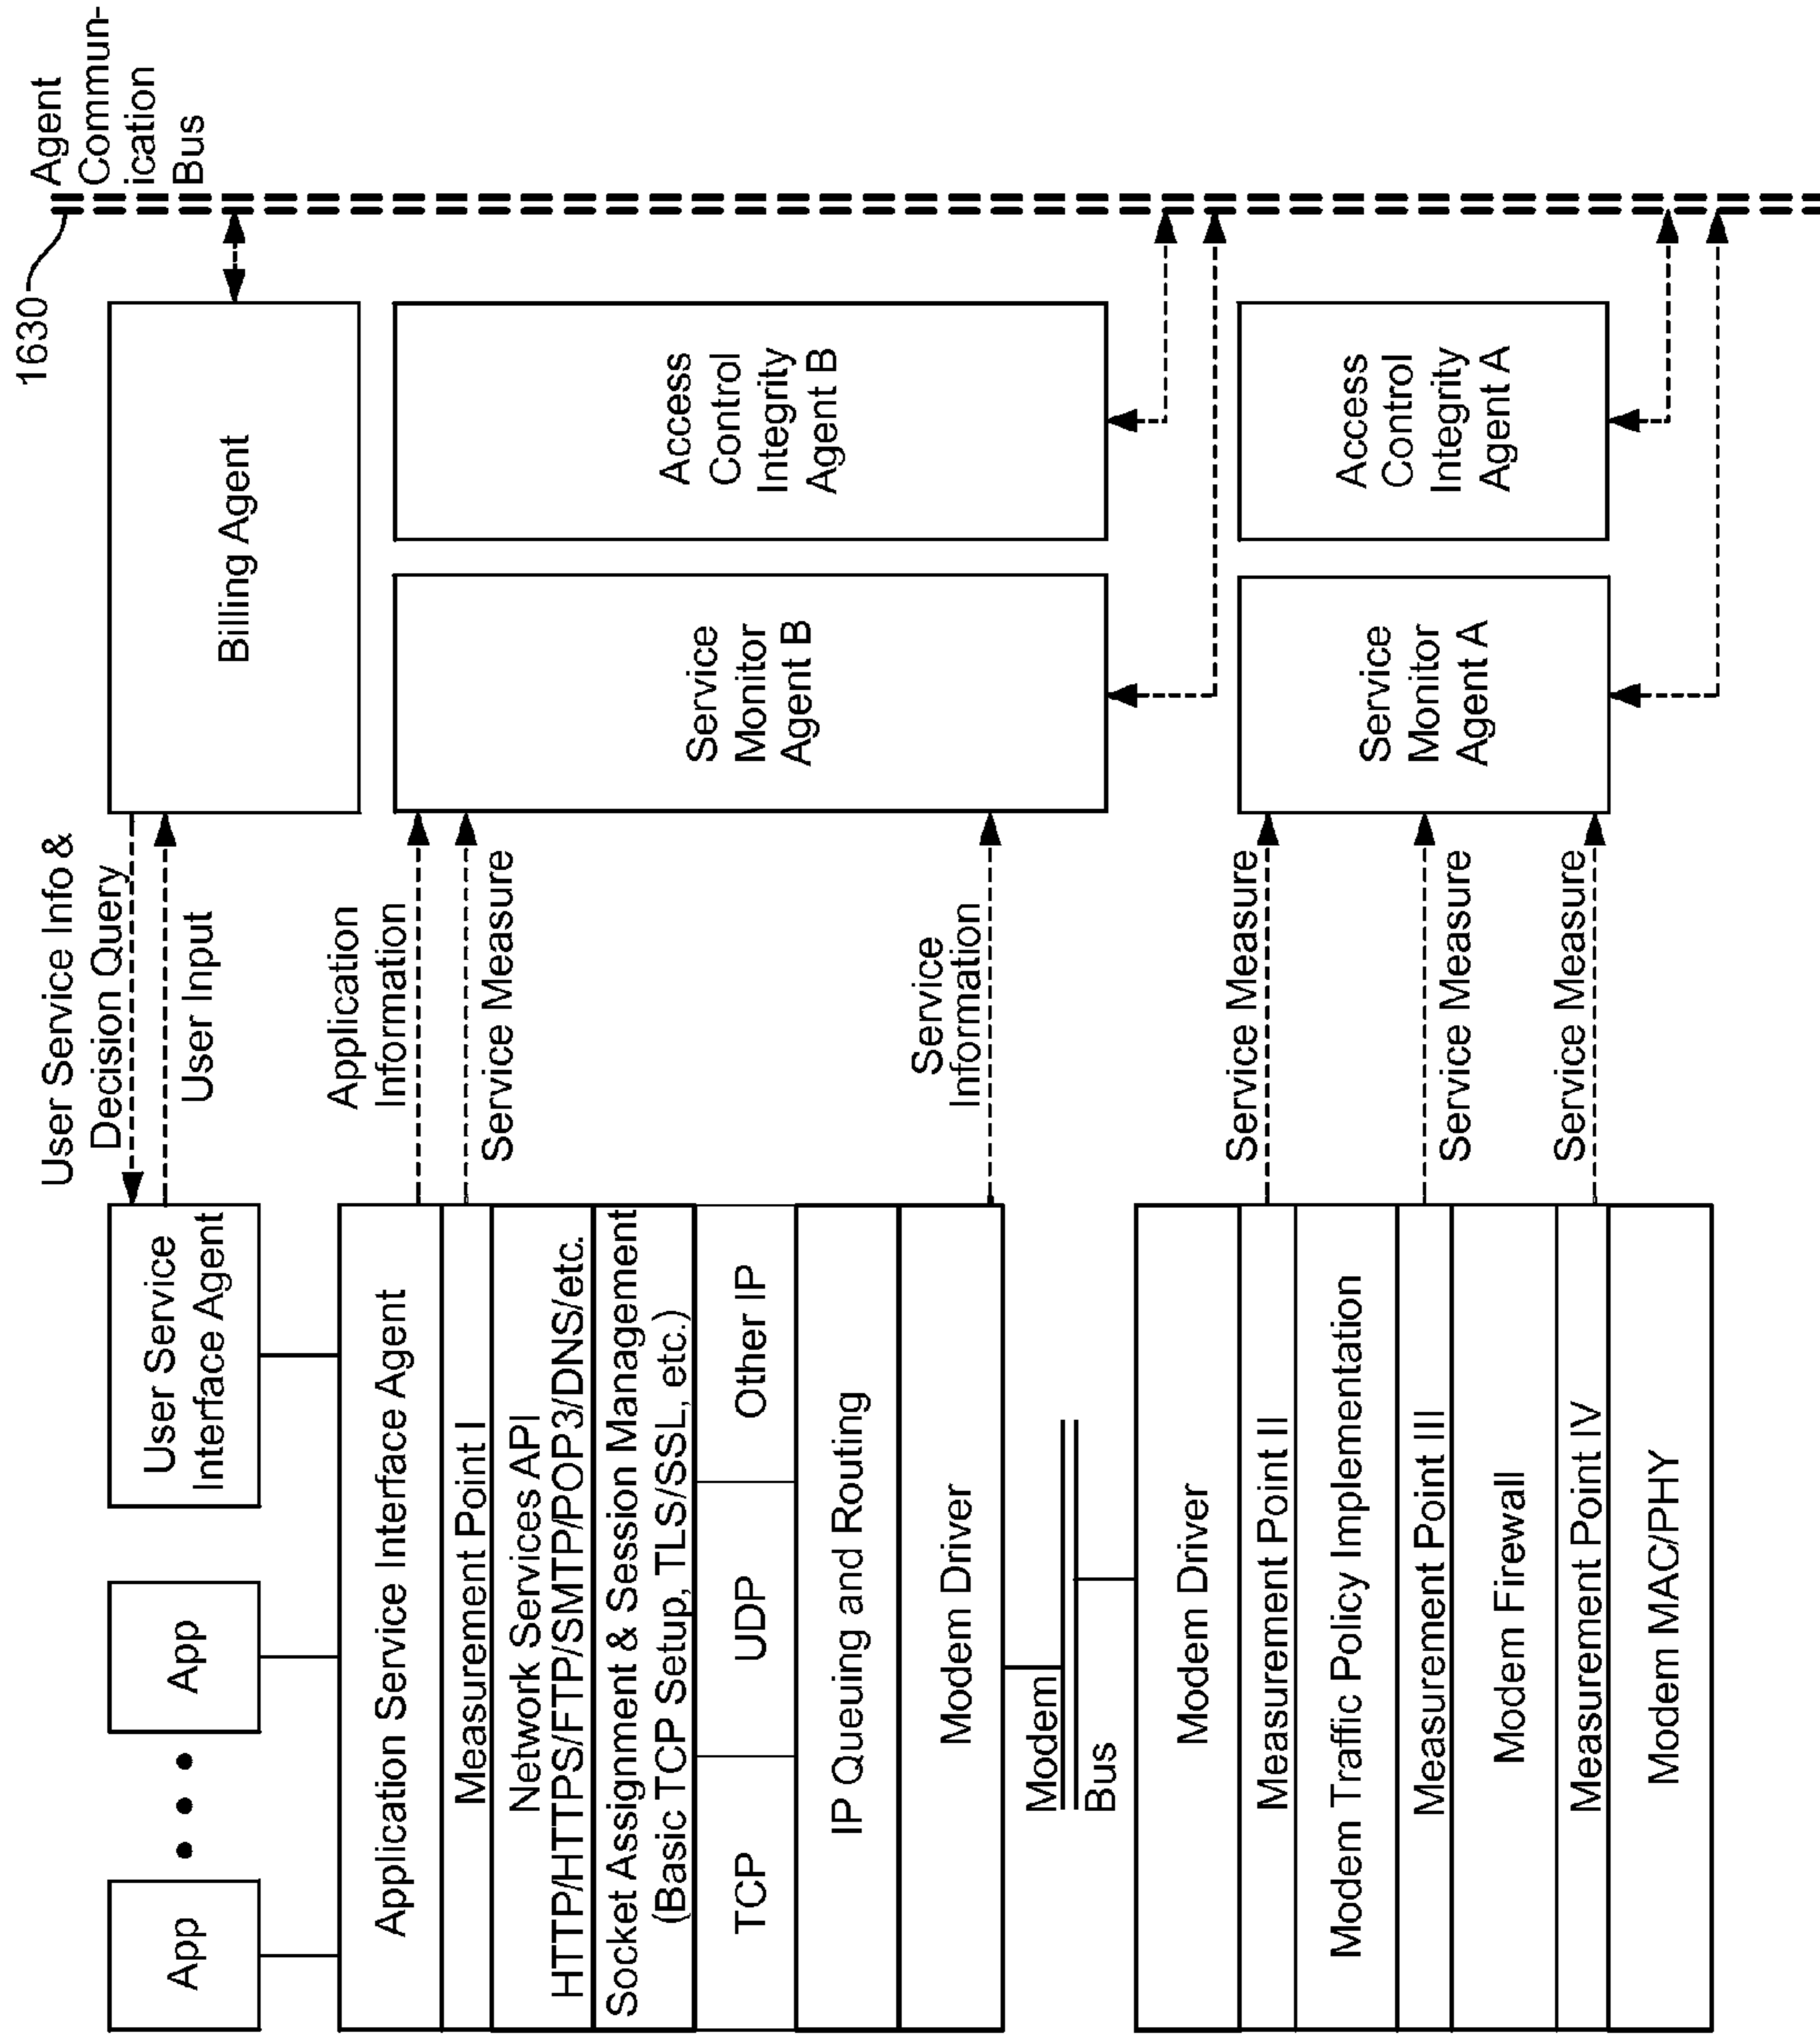 1630
Agent
Commun-
ication
Bus
User Service Info &
Decision Query
User Input
Billing Agent
User Service
Interface Agent
App
App
Application Service Interface Agent
Measurement Point I
Network Services API
HTTP/HTTPS/FTP/SMTP/POP3/DNS/etc.
Socket Assignment & Session Management
(Basic TCP Setup, TLS/SSL, etc.)
TCP
UDP
Other IP
IP Queuing and Routing
Modem Driver
Application
Information
Service Measure
Service
Information
Service
Monitor
Agent B
Access
Control
Integrity
Agent B
Modem
Bus
Modem Driver
Measurement Point II
Modem Traffic Policy Implementation
Measurement Point III
Modem Firewall
Measurement Point IV
Modem MAC/PHY
Service Measure
Service Measure
Service Measure
Service
Monitor
Agent A
Access
Control
Integrity
Agent A